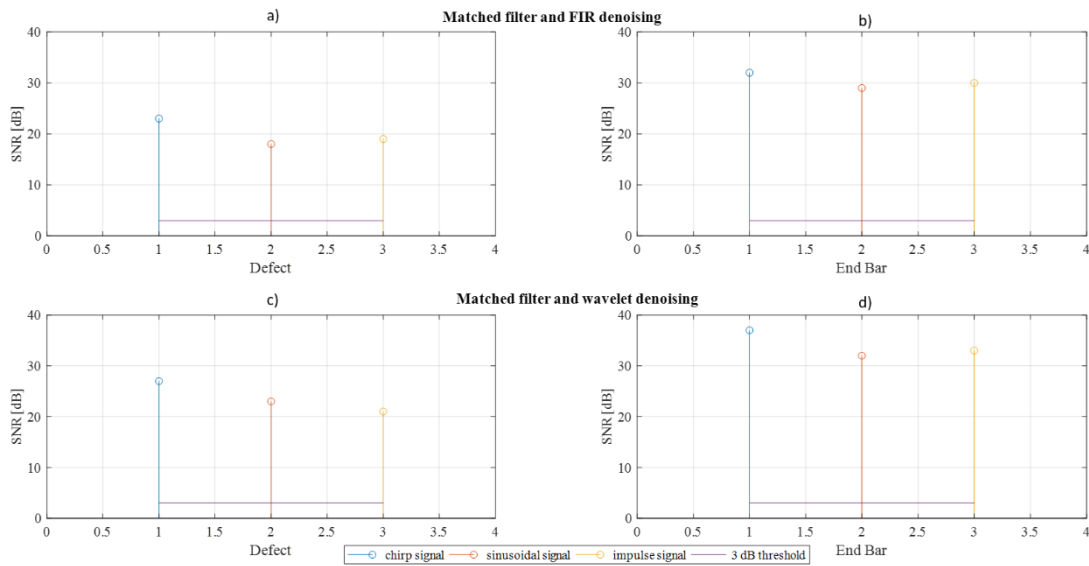 a)
Matched filter and FIR denoising
b)
SNR [dB]
40
30
20
10
0
0 0.5 1 1.5 2 2.5 3 3.5 4
Defect
SNR [dB]
40
30
20
10
0
0 0.5 1 1.5 2 2.5 3 3.5 4
End Bar
c)
Matched filter and wavelet denoising
d)
SNR [dB]
40
30
20
10
0
0 0.5 1 1.5 2 2.5 3 3.5 4
Defect
SNR [dB]
40
30
20
10
0
0 0.5 1 1.5 2 2.5 3 3.5 4
End Bar
chirp signal sinusoidal signal impulse signal 3 dB threshold